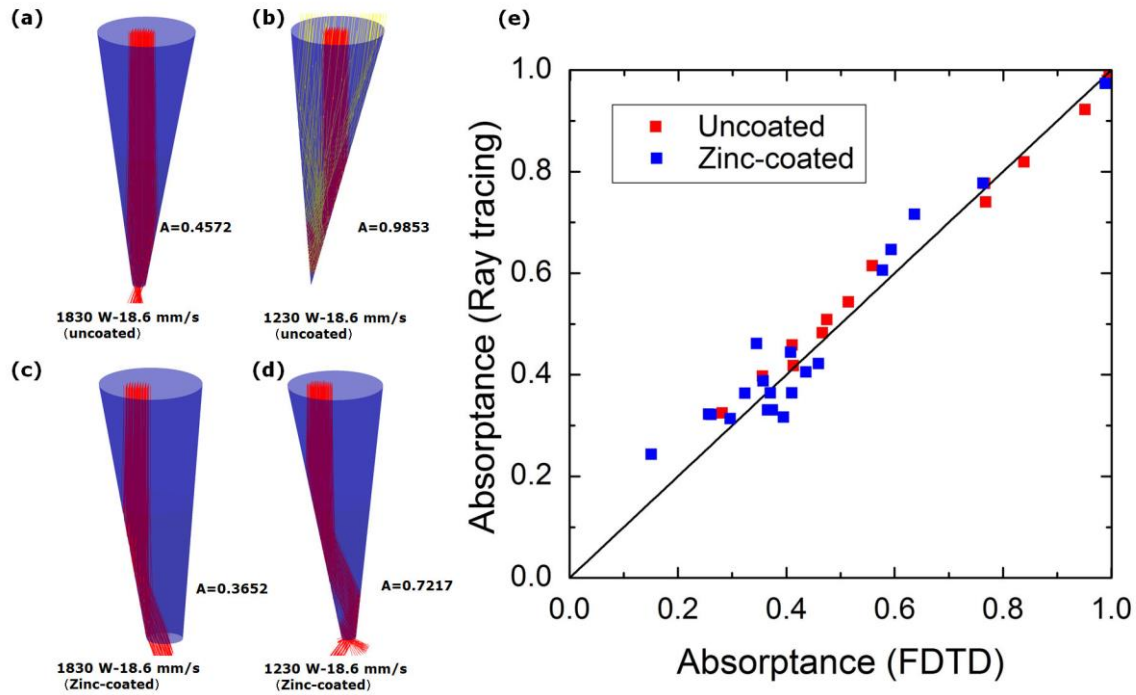 (a)
A=0.4572
1830 W-18.6 mm/s
(uncoated)
(b)
A=0.9853
1230 W-18.6 mm/s
(uncoated)
(c)
A=0.3652
1830 W-18.6 mm/s
(Zinc-coated)
(d)
A=0.7217
1230 W-18.6 mm/s
(Zinc-coated)
(e)
Absorptance (Ray tracing)
1.0
0.8
0.6
0.4
0.2
0.0
Uncoated
Zinc-coated
0.0 0.2 0.4 0.6 0.8 1.0
Absorptance (FDTD)